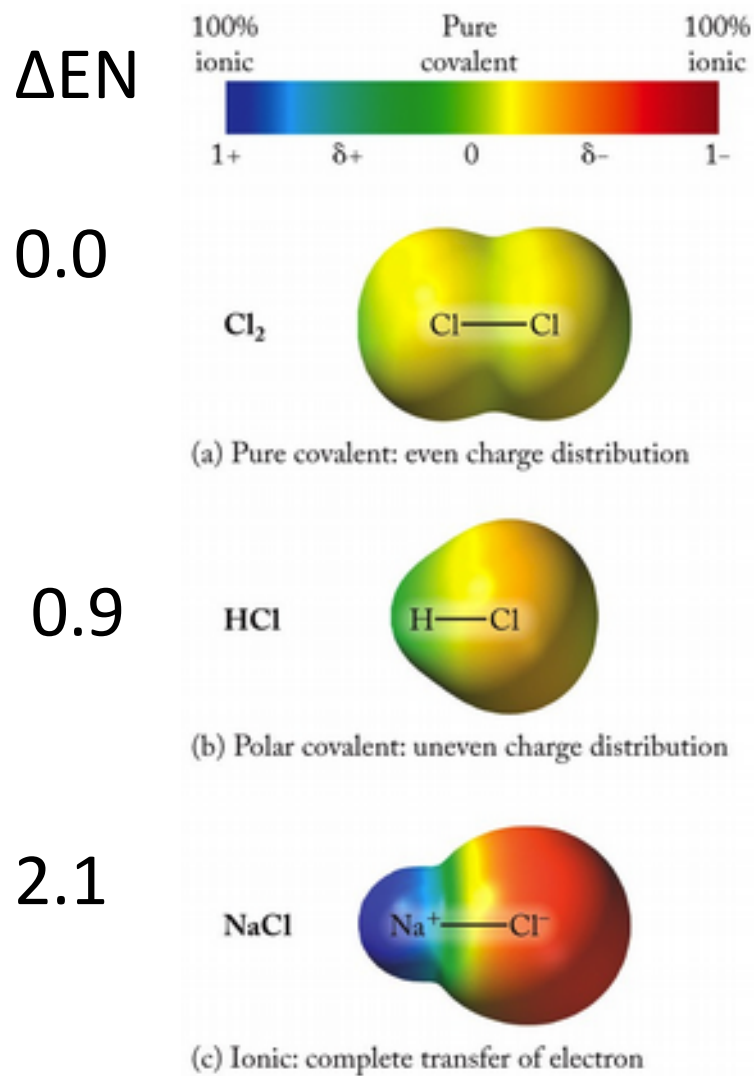 100% Pure 100%
ionic covalent ionic
ΔEN
1+ δ+ 0 δ− 1-
0.0
Cl₂ Cl—Cl
(a) Pure covalent: even charge distribution
0.9
HCl H—Cl
(b) Polar covalent: uneven charge distribution
2.1
NaCl Na⁺—Cl⁻
(c) Ionic: complete transfer of electron